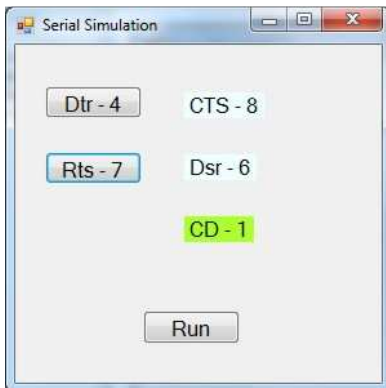 Serial Simulation
Dtr - 4
CTS - 8
Rts - 7
Dsr - 6
CD - 1
Run